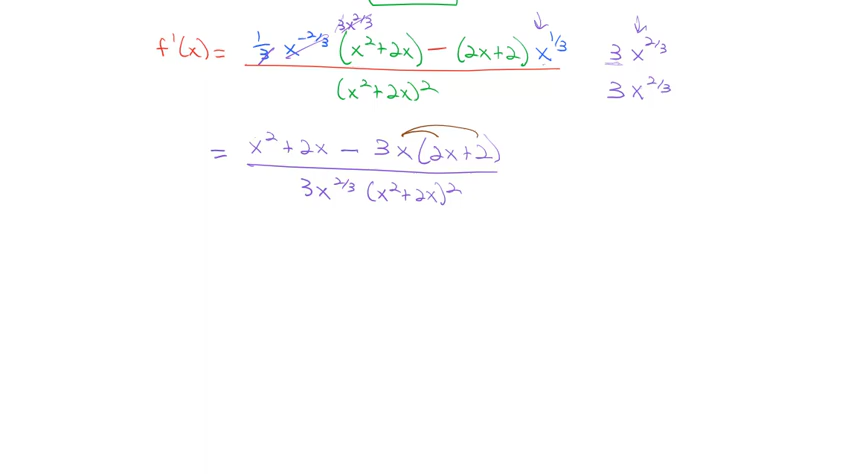 f'(x) = 1/3 x^{-2/3} 3x^{2/3} (x² + 2x) − (2x + 2) x^{1/3} 3 x^{2/3}
(x² + 2x)² 3 x^{2/3}
= x² + 2x − 3x (2x + 2)
3x^{2/3} (x² + 2x)²